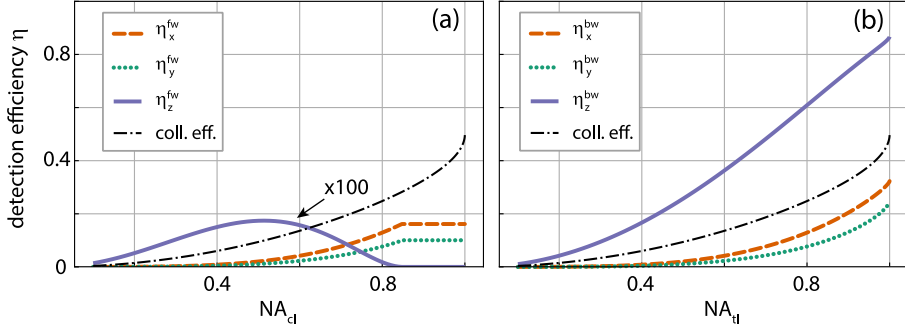 detection efficiency η
0.8
0.4
0
(a)
η_x^fw
η_y^fw
η_z^fw
coll. eff.
x100
0.4
0.8
NA_cl
(b)
η_x^bw
η_y^bw
η_z^bw
coll. eff.
0.4
0.8
NA_tl